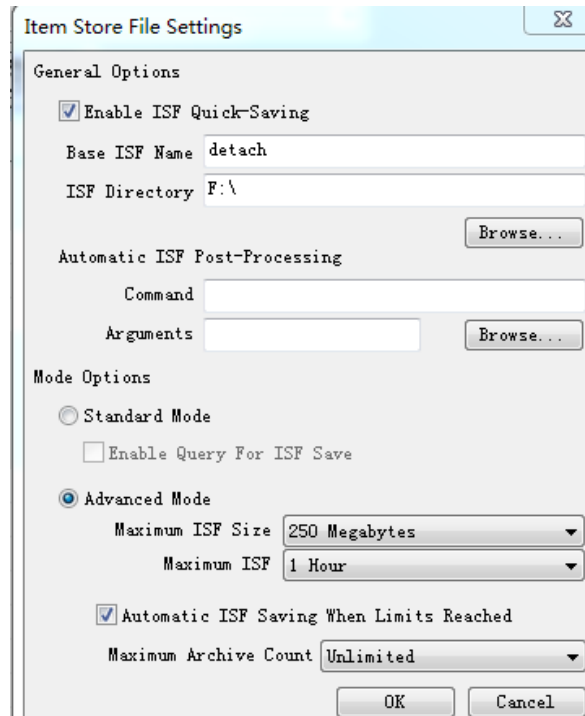 Item Store File Settings
General Options
Enable ISF Quick-Saving
Base ISF Name detach
ISF Directory F:\
Browse...
Automatic ISF Post-Processing
Command
Arguments Browse...
Mode Options
Standard Mode
Enable Query For ISF Save
Advanced Mode
Maximum ISF Size 250 Megabytes
Maximum ISF 1 Hour
Automatic ISF Saving When Limits Reached
Maximum Archive Count Unlimited
OK Cancel